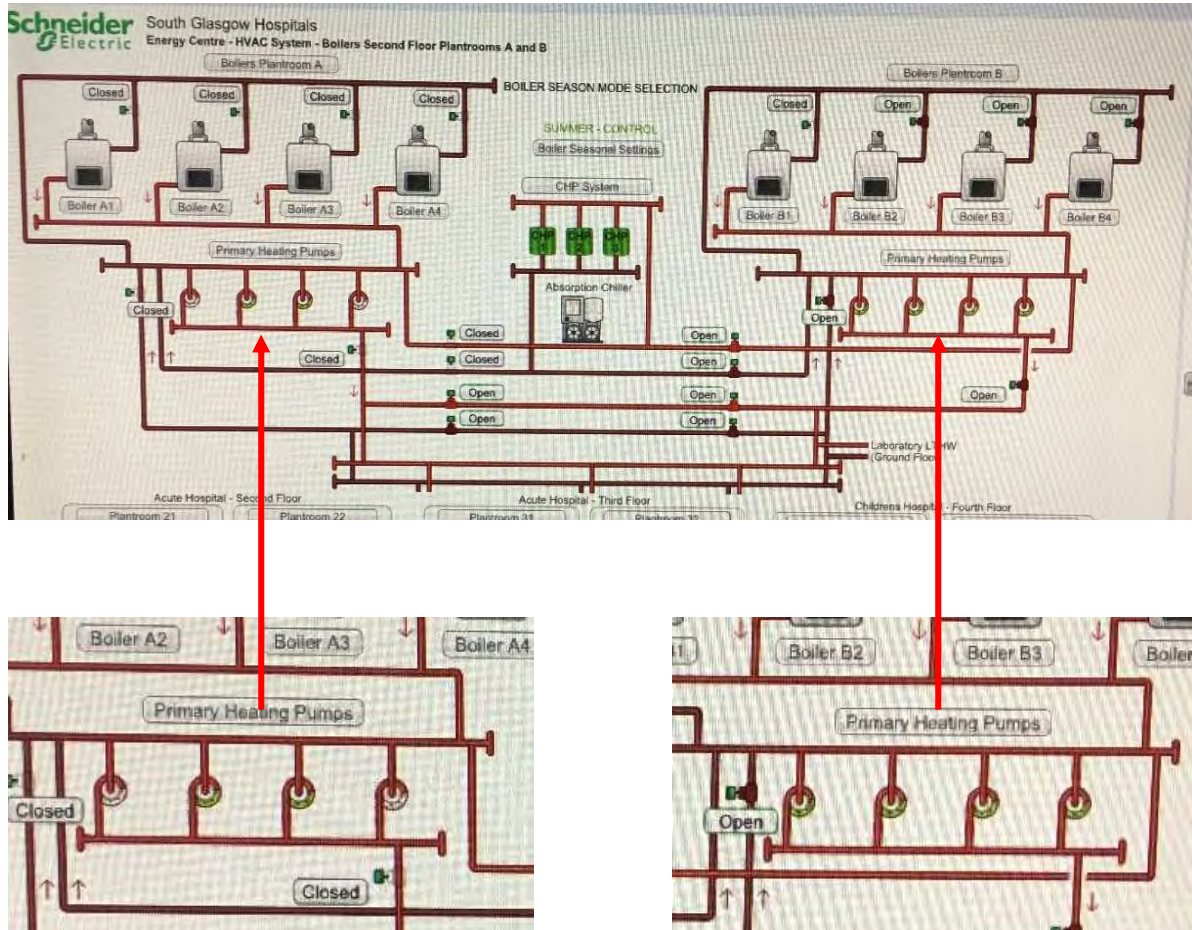 Schneider Electric
South Glasgow Hospitals
Energy Centre - HVAC System - Boilers Second Floor Plantrooms A and B
Boilers Plantroom A
BOILER SEASON MODE SELECTION
Boilers Plantroom B
Closed
Closed
Closed
Closed
Closed
Open
Open
Open
SUMMER - CONTROL
Boiler Seasonal Settings
CHP System
Boiler A1
Boiler A2
Boiler A3
Boiler A4
Boiler B1
Boiler B2
Boiler B3
Boiler B4
CHP
CHP
CHP
Primary Heating Pumps
Primary Heating Pumps
Absorption Chiller
Closed
Open
Closed
Open
Closed
Closed
Open
Open
Open
Open
Open
Open
Laboratory LTHW
(Ground Floor
Acute Hospital - Second Floor
Acute Hospital - Third Floor
Childrens Hospital - Fourth Floor
Plantroom 21
Plantroom 22
Plantroom 31
Plantroom 32
Boiler A2
Boiler A3
Boiler A4
Primary Heating Pumps
Closed
Closed
Boiler B2
Boiler B3
Boiler
Primary Heating Pumps
Open